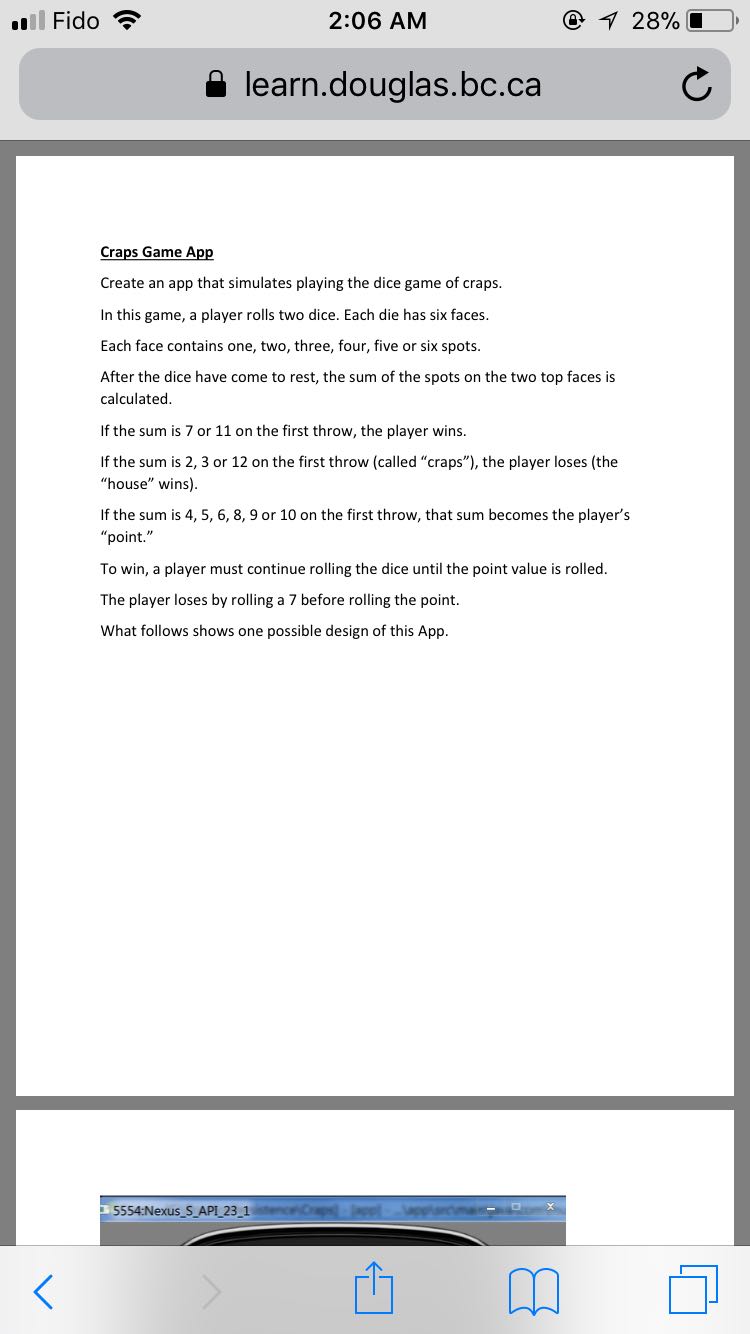 Fido 2:06 AM 28%
learn.douglas.bc.ca
Craps Game App
Create an app that simulates playing the dice game of craps.
In this game, a player rolls two dice. Each die has six faces.
Each face contains one, two, three, four, five or six spots.
After the dice have come to rest, the sum of the spots on the two top faces is
calculated.
If the sum is 7 or 11 on the first throw, the player wins.
If the sum is 2, 3 or 12 on the first throw (called “craps”), the player loses (the
“house” wins).
If the sum is 4, 5, 6, 8, 9 or 10 on the first throw, that sum becomes the player’s
“point.”
To win, a player must continue rolling the dice until the point value is rolled.
The player loses by rolling a 7 before rolling the point.
What follows shows one possible design of this App.
5554:Nexus_S_API_23_1